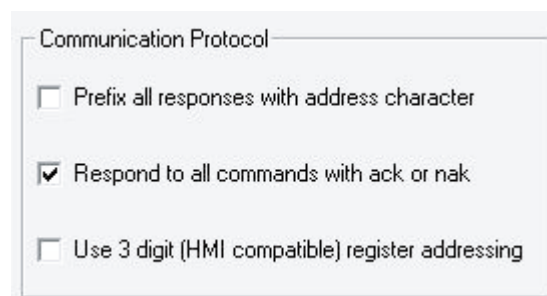 Communication Protocol
Prefix all responses with address character
Respond to all commands with ack or nak
Use 3 digit (HMI compatible) register addressing